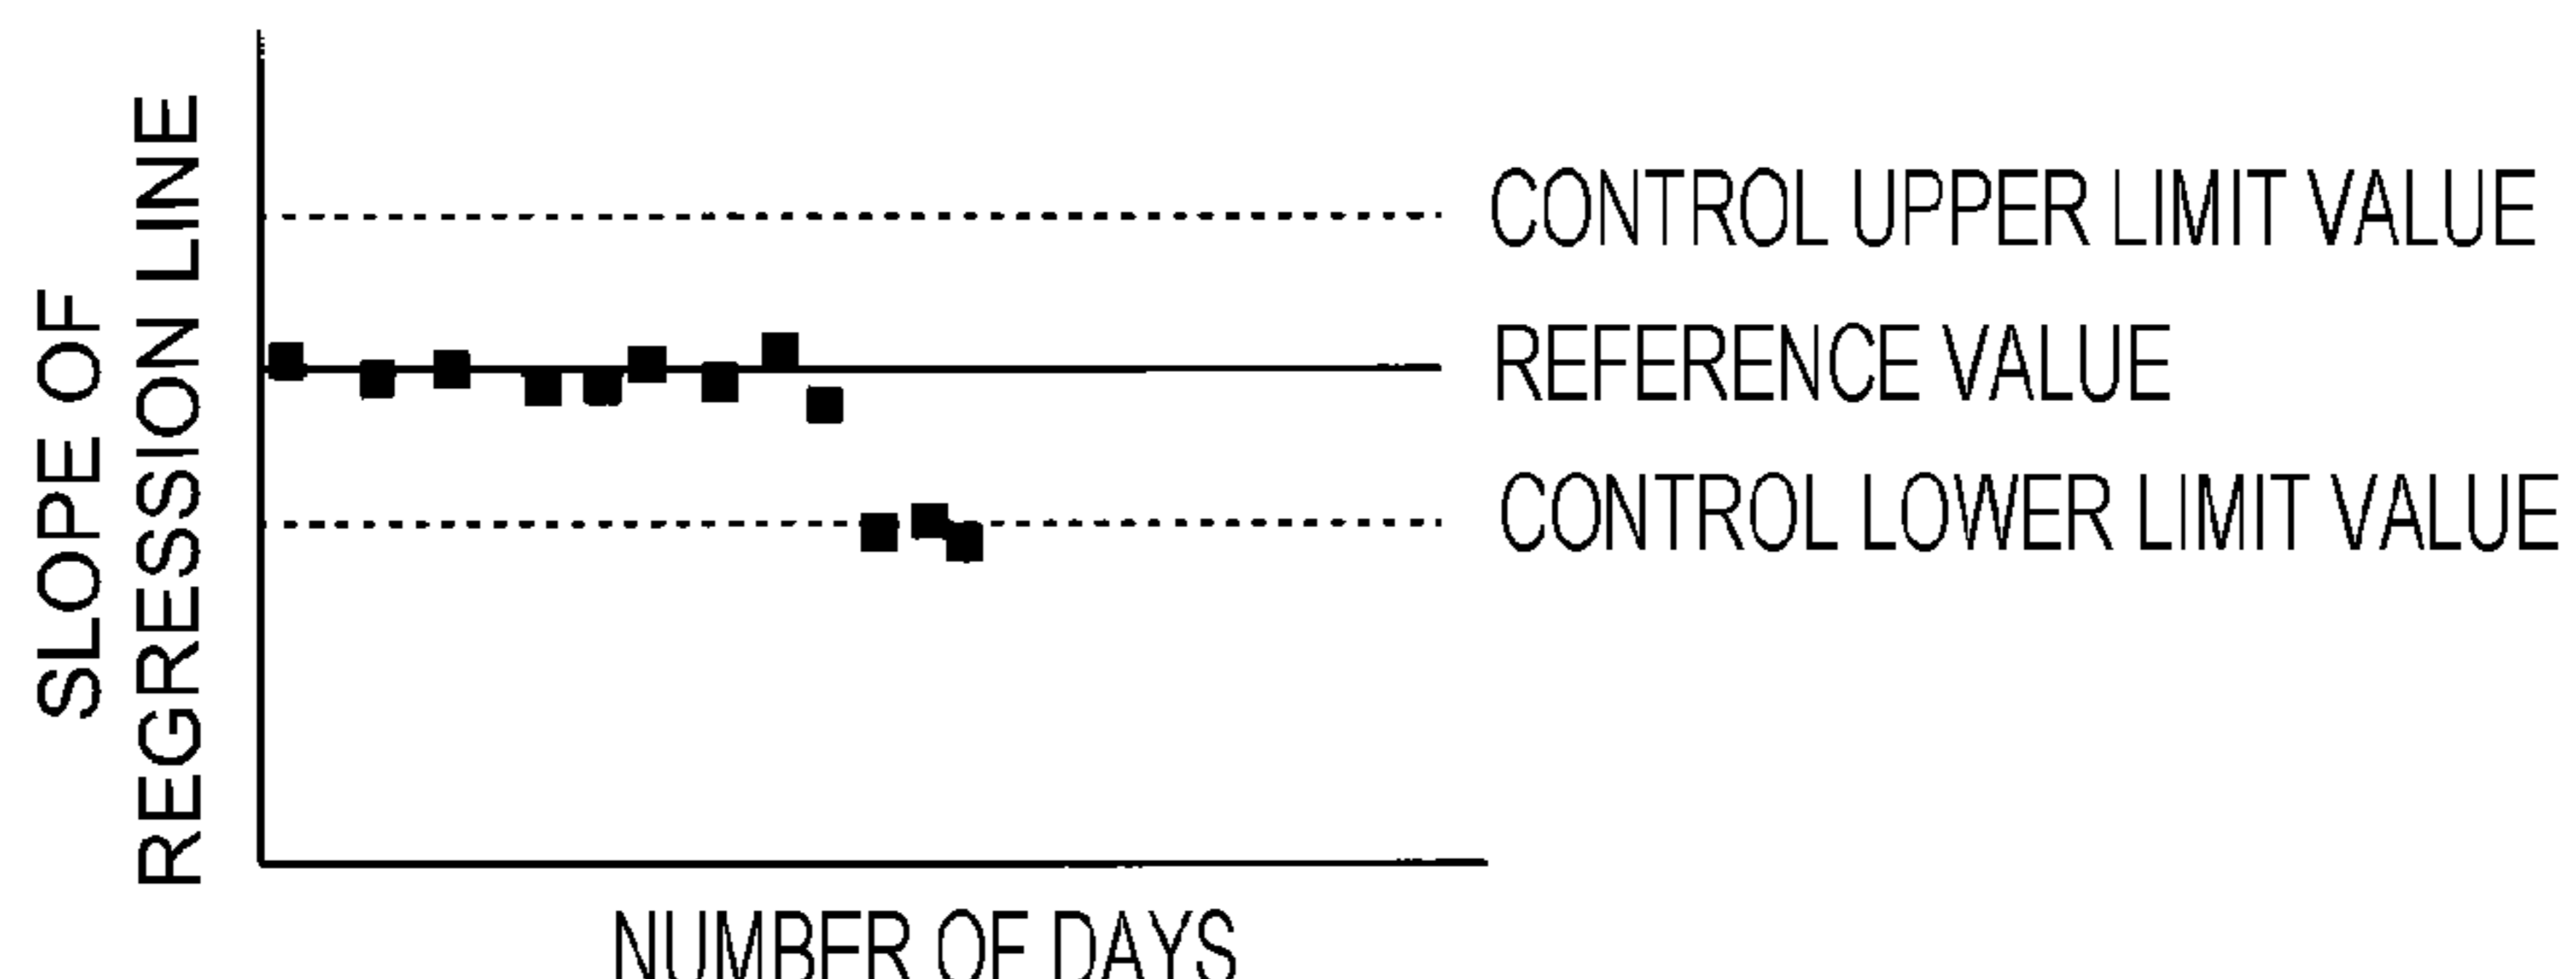 SLOPE OF
REGRESSION LINE
CONTROL UPPER LIMIT VALUE
REFERENCE VALUE
CONTROL LOWER LIMIT VALUE
NUMBER OF DAYS